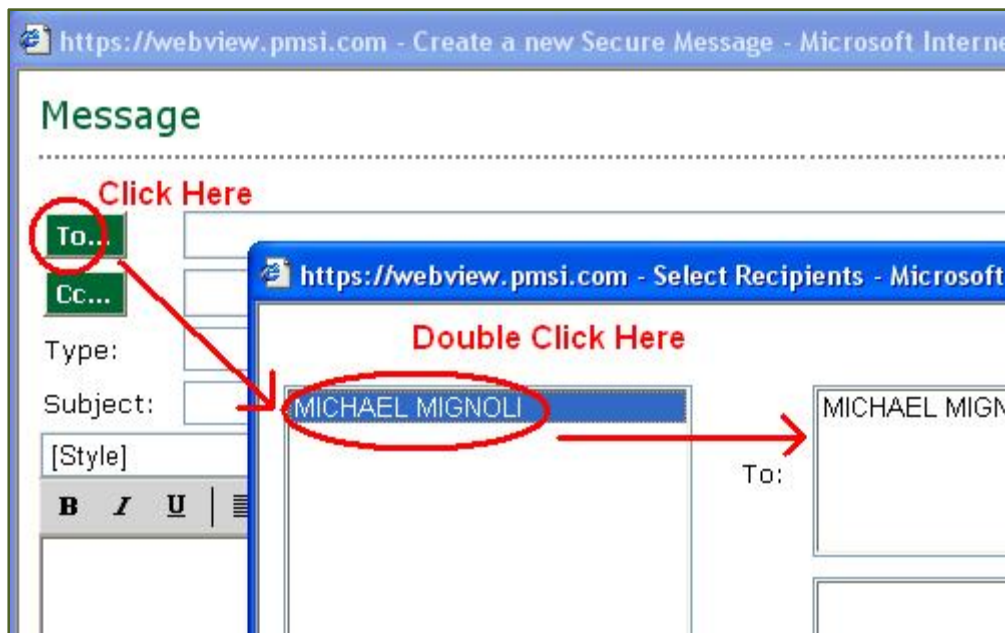 https://webview.pmsi.com - Create a new Secure Message - Microsoft Interne
Message
Click Here
To...
Cc...
https://webview.pmsi.com - Select Recipients - Microsoft
Double Click Here
Type:
Subject:
MICHAEL MIGNOLI
MICHAEL MIGN
[Style]
To:
B I U